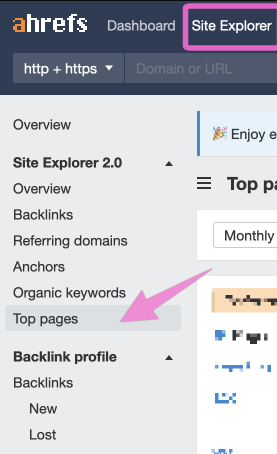 ahrefs
Dashboard Site Explorer
http + https Domain or URL
Overview
Site Explorer 2.0
Overview
Backlinks
Referring domains
Anchors
Organic keywords
Top pages
Backlink profile
Backlinks
New
Lost
Enjoy e
Top pa
Monthly